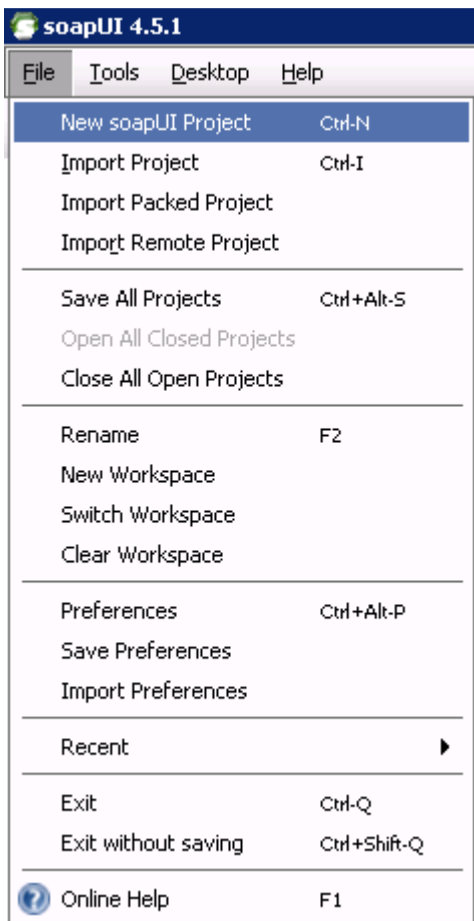 soapUI 4.5.1
File Tools Desktop Help
New soapUI Project Ctrl-N
Import Project Ctrl-I
Import Packed Project
Import Remote Project
Save All Projects Ctrl+Alt-S
Open All Closed Projects
Close All Open Projects
Rename F2
New Workspace
Switch Workspace
Clear Workspace
Preferences Ctrl+Alt-P
Save Preferences
Import Preferences
Recent
Exit Ctrl-Q
Exit without saving Ctrl+Shift-Q
Online Help F1